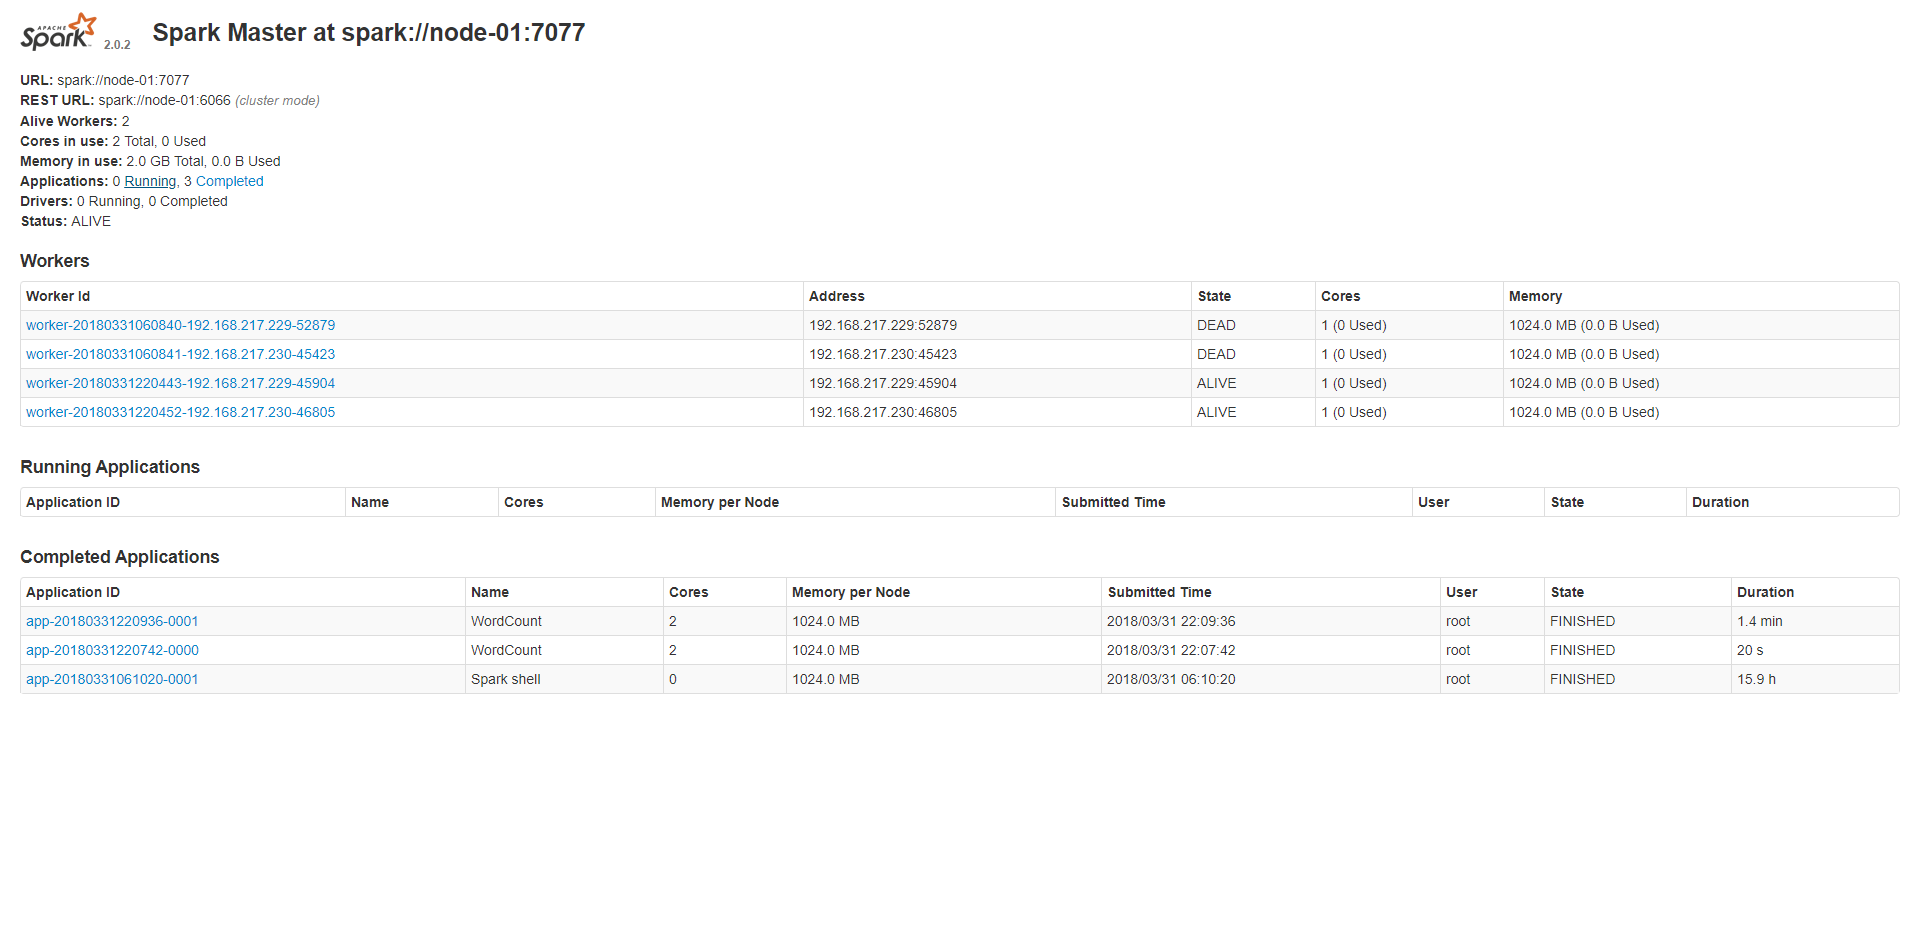 APACHE
Spark 2.0.2 Spark Master at spark://node-01:7077
URL: spark://node-01:7077
REST URL: spark://node-01:6066 (cluster mode)
Alive Workers: 2
Cores in use: 2 Total, 0 Used
Memory in use: 2.0 GB Total, 0.0 B Used
Applications: 0 Running, 3 Completed
Drivers: 0 Running, 0 Completed
Status: ALIVE
Workers
Worker Id Address State Cores Memory
worker-20180331060840-192.168.217.229-52879 192.168.217.229:52879 DEAD 1 (0 Used) 1024.0 MB (0.0 B Used)
worker-20180331060841-192.168.217.230-45423 192.168.217.230:45423 DEAD 1 (0 Used) 1024.0 MB (0.0 B Used)
worker-20180331220443-192.168.217.229-45904 192.168.217.229:45904 ALIVE 1 (0 Used) 1024.0 MB (0.0 B Used)
worker-20180331220452-192.168.217.230-46805 192.168.217.230:46805 ALIVE 1 (0 Used) 1024.0 MB (0.0 B Used)
Running Applications
Application ID Name Cores Memory per Node Submitted Time User State Duration
Completed Applications
Application ID Name Cores Memory per Node Submitted Time User State Duration
app-20180331220936-0001 WordCount 2 1024.0 MB 2018/03/31 22:09:36 root FINISHED 1.4 min
app-20180331220742-0000 WordCount 2 1024.0 MB 2018/03/31 22:07:42 root FINISHED 20 s
app-20180331061020-0001 Spark shell 0 1024.0 MB 2018/03/31 06:10:20 root FINISHED 15.9 h